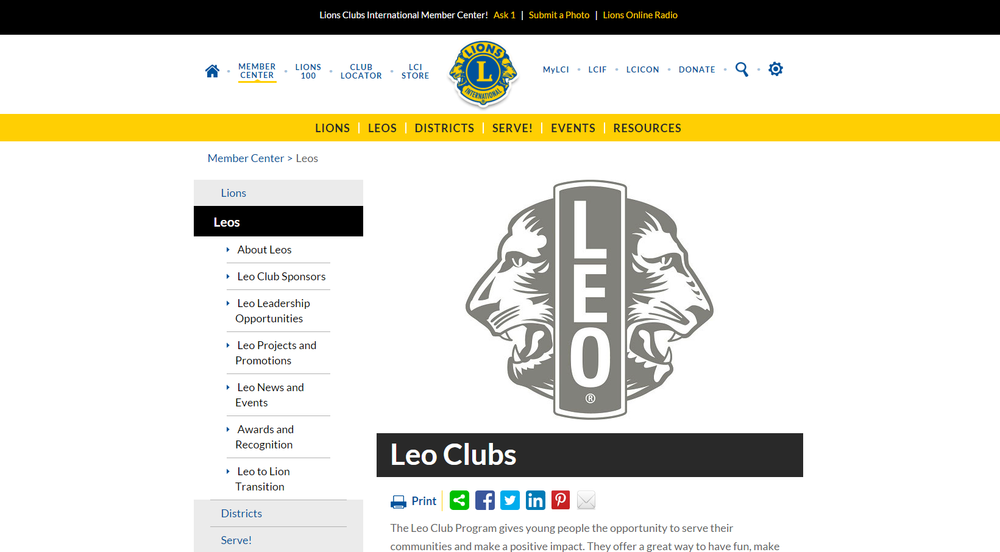 Lions Clubs International Member Center! Ask 1 | Submit a Photo | Lions Online Radio
MEMBER CENTER
LIONS 100
CLUB LOCATOR
LCI STORE
LIONS
L
INTERNATIONAL
®
MyLCI
LCIF
LCICON
DONATE
LIONS | LEOS | DISTRICTS | SERVE! | EVENTS | RESOURCES
Member Center > Leos
Lions
Leos
About Leos
Leo Club Sponsors
Leo Leadership
Opportunities
Leo Projects and
Promotions
Leo News and
Events
Awards and
Recognition
Leo to Lion
Transition
Districts
Serve!
LEO
®
Leo Clubs
Print
The Leo Club Program gives young people the opportunity to serve their
communities and make a positive impact. They offer a great way to have fun, make